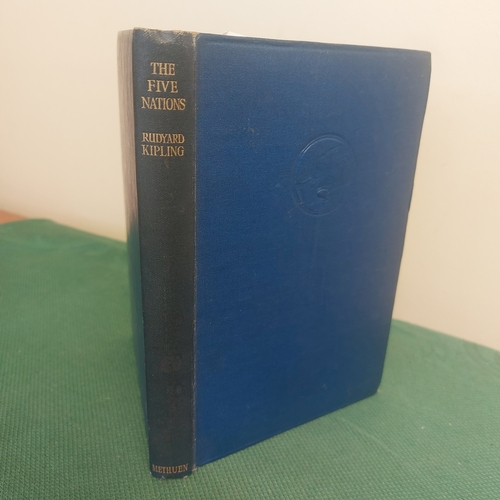 THE
FIVE
NATIONS
RUDYARD
KIPLING
METHUEN